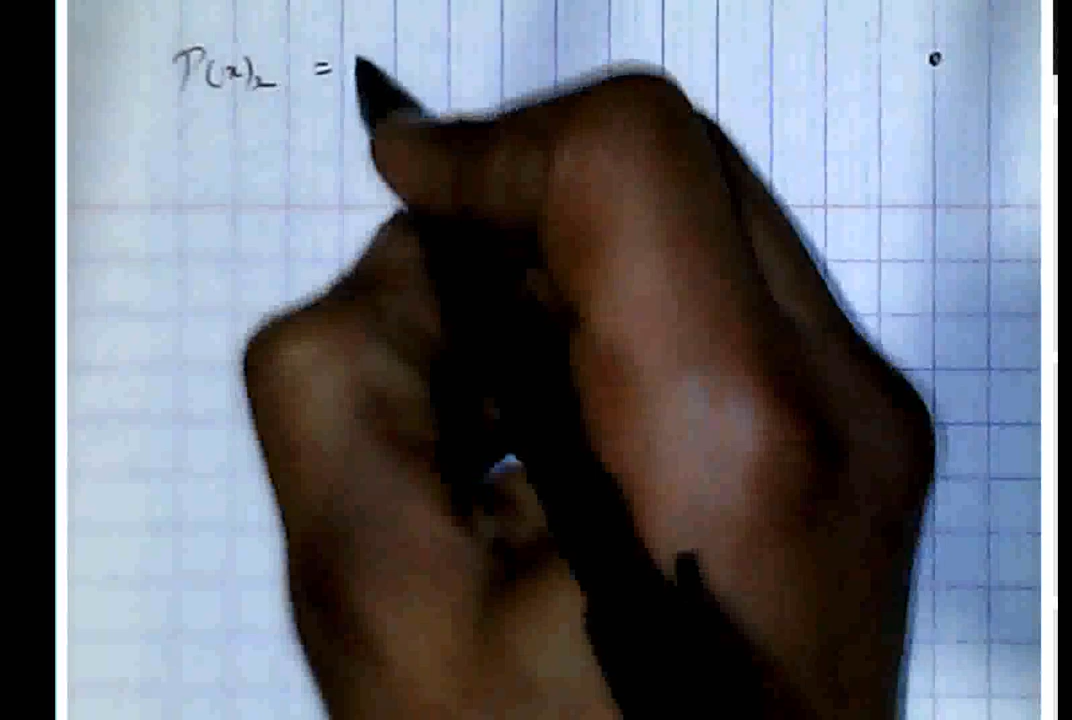 P(x)₂ =